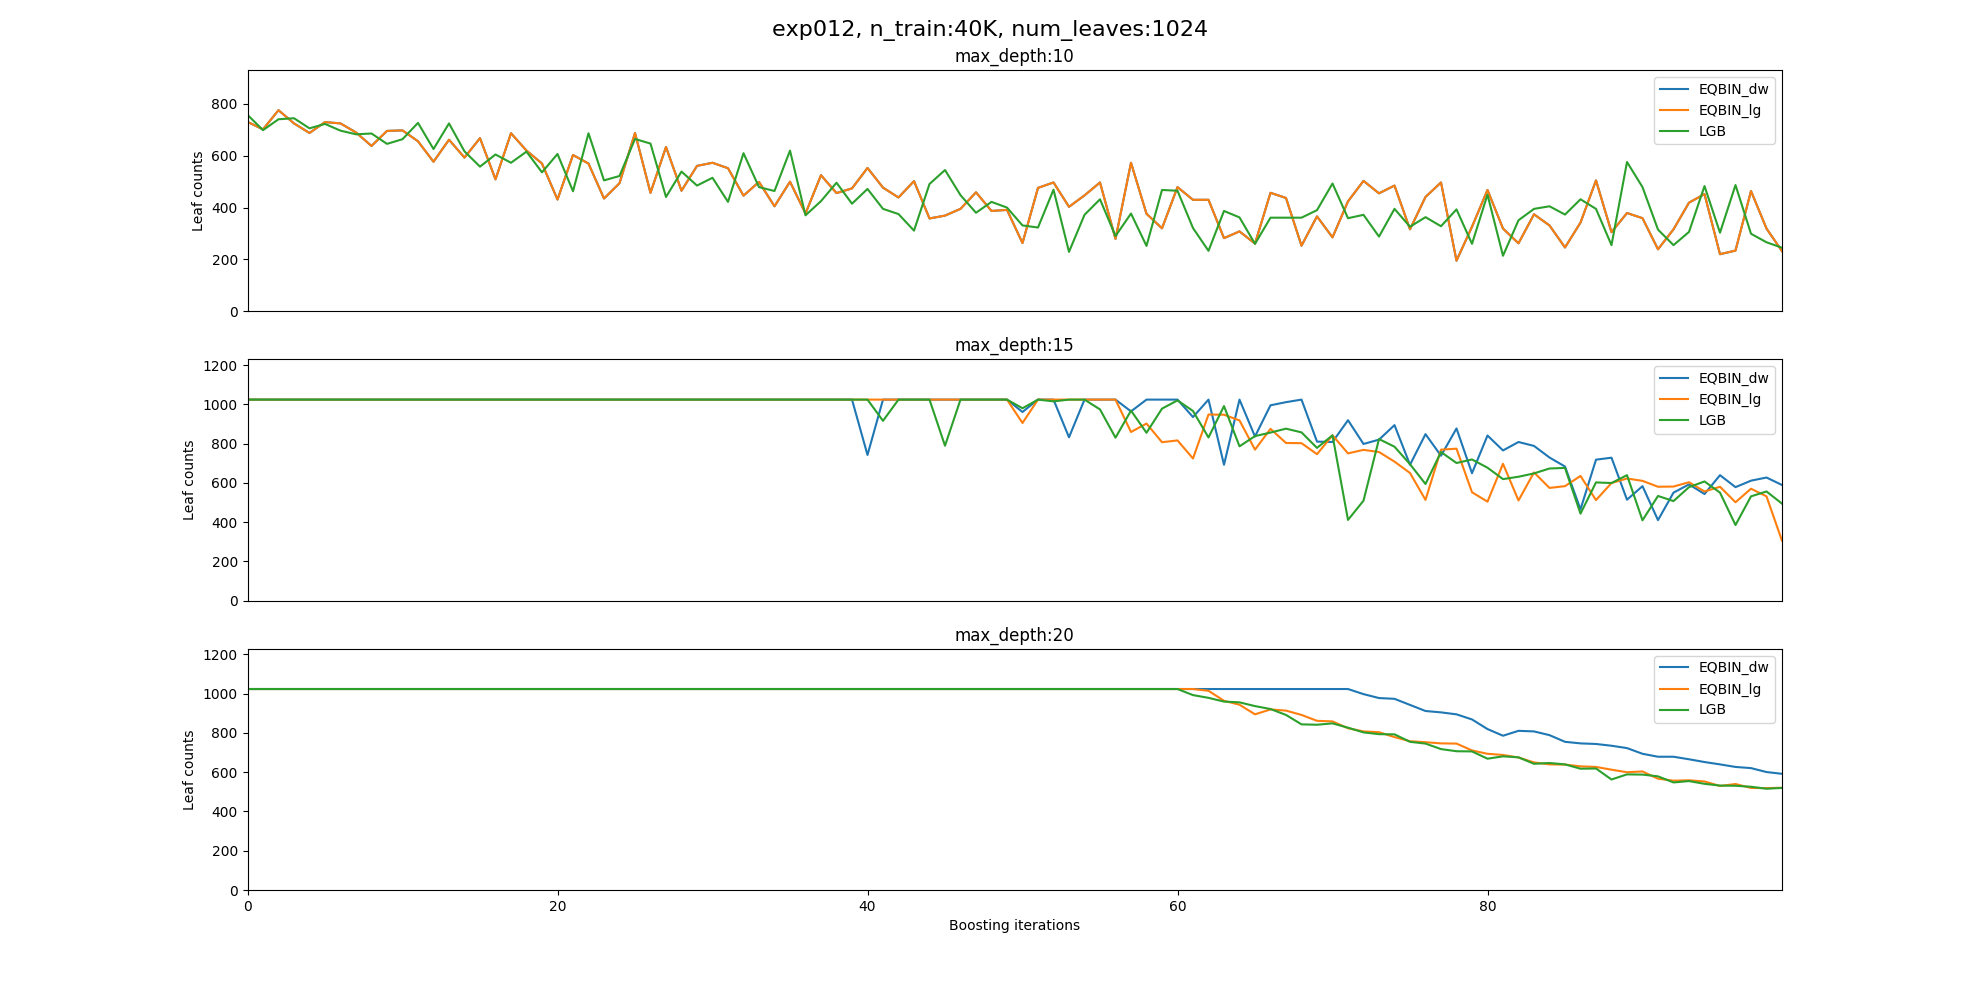 exp012, n_train:40K, num_leaves:1024
max_depth:10
800
600
400
200
0
Leaf counts
EQBIN_dw
EQBIN_lg
LGB
max_depth:15
1200
1000
800
600
400
200
0
Leaf counts
EQBIN_dw
EQBIN_lg
LGB
max_depth:20
1200
1000
800
600
400
200
0
Leaf counts
EQBIN_dw
EQBIN_lg
LGB
0 20 40 60 80
Boosting iterations